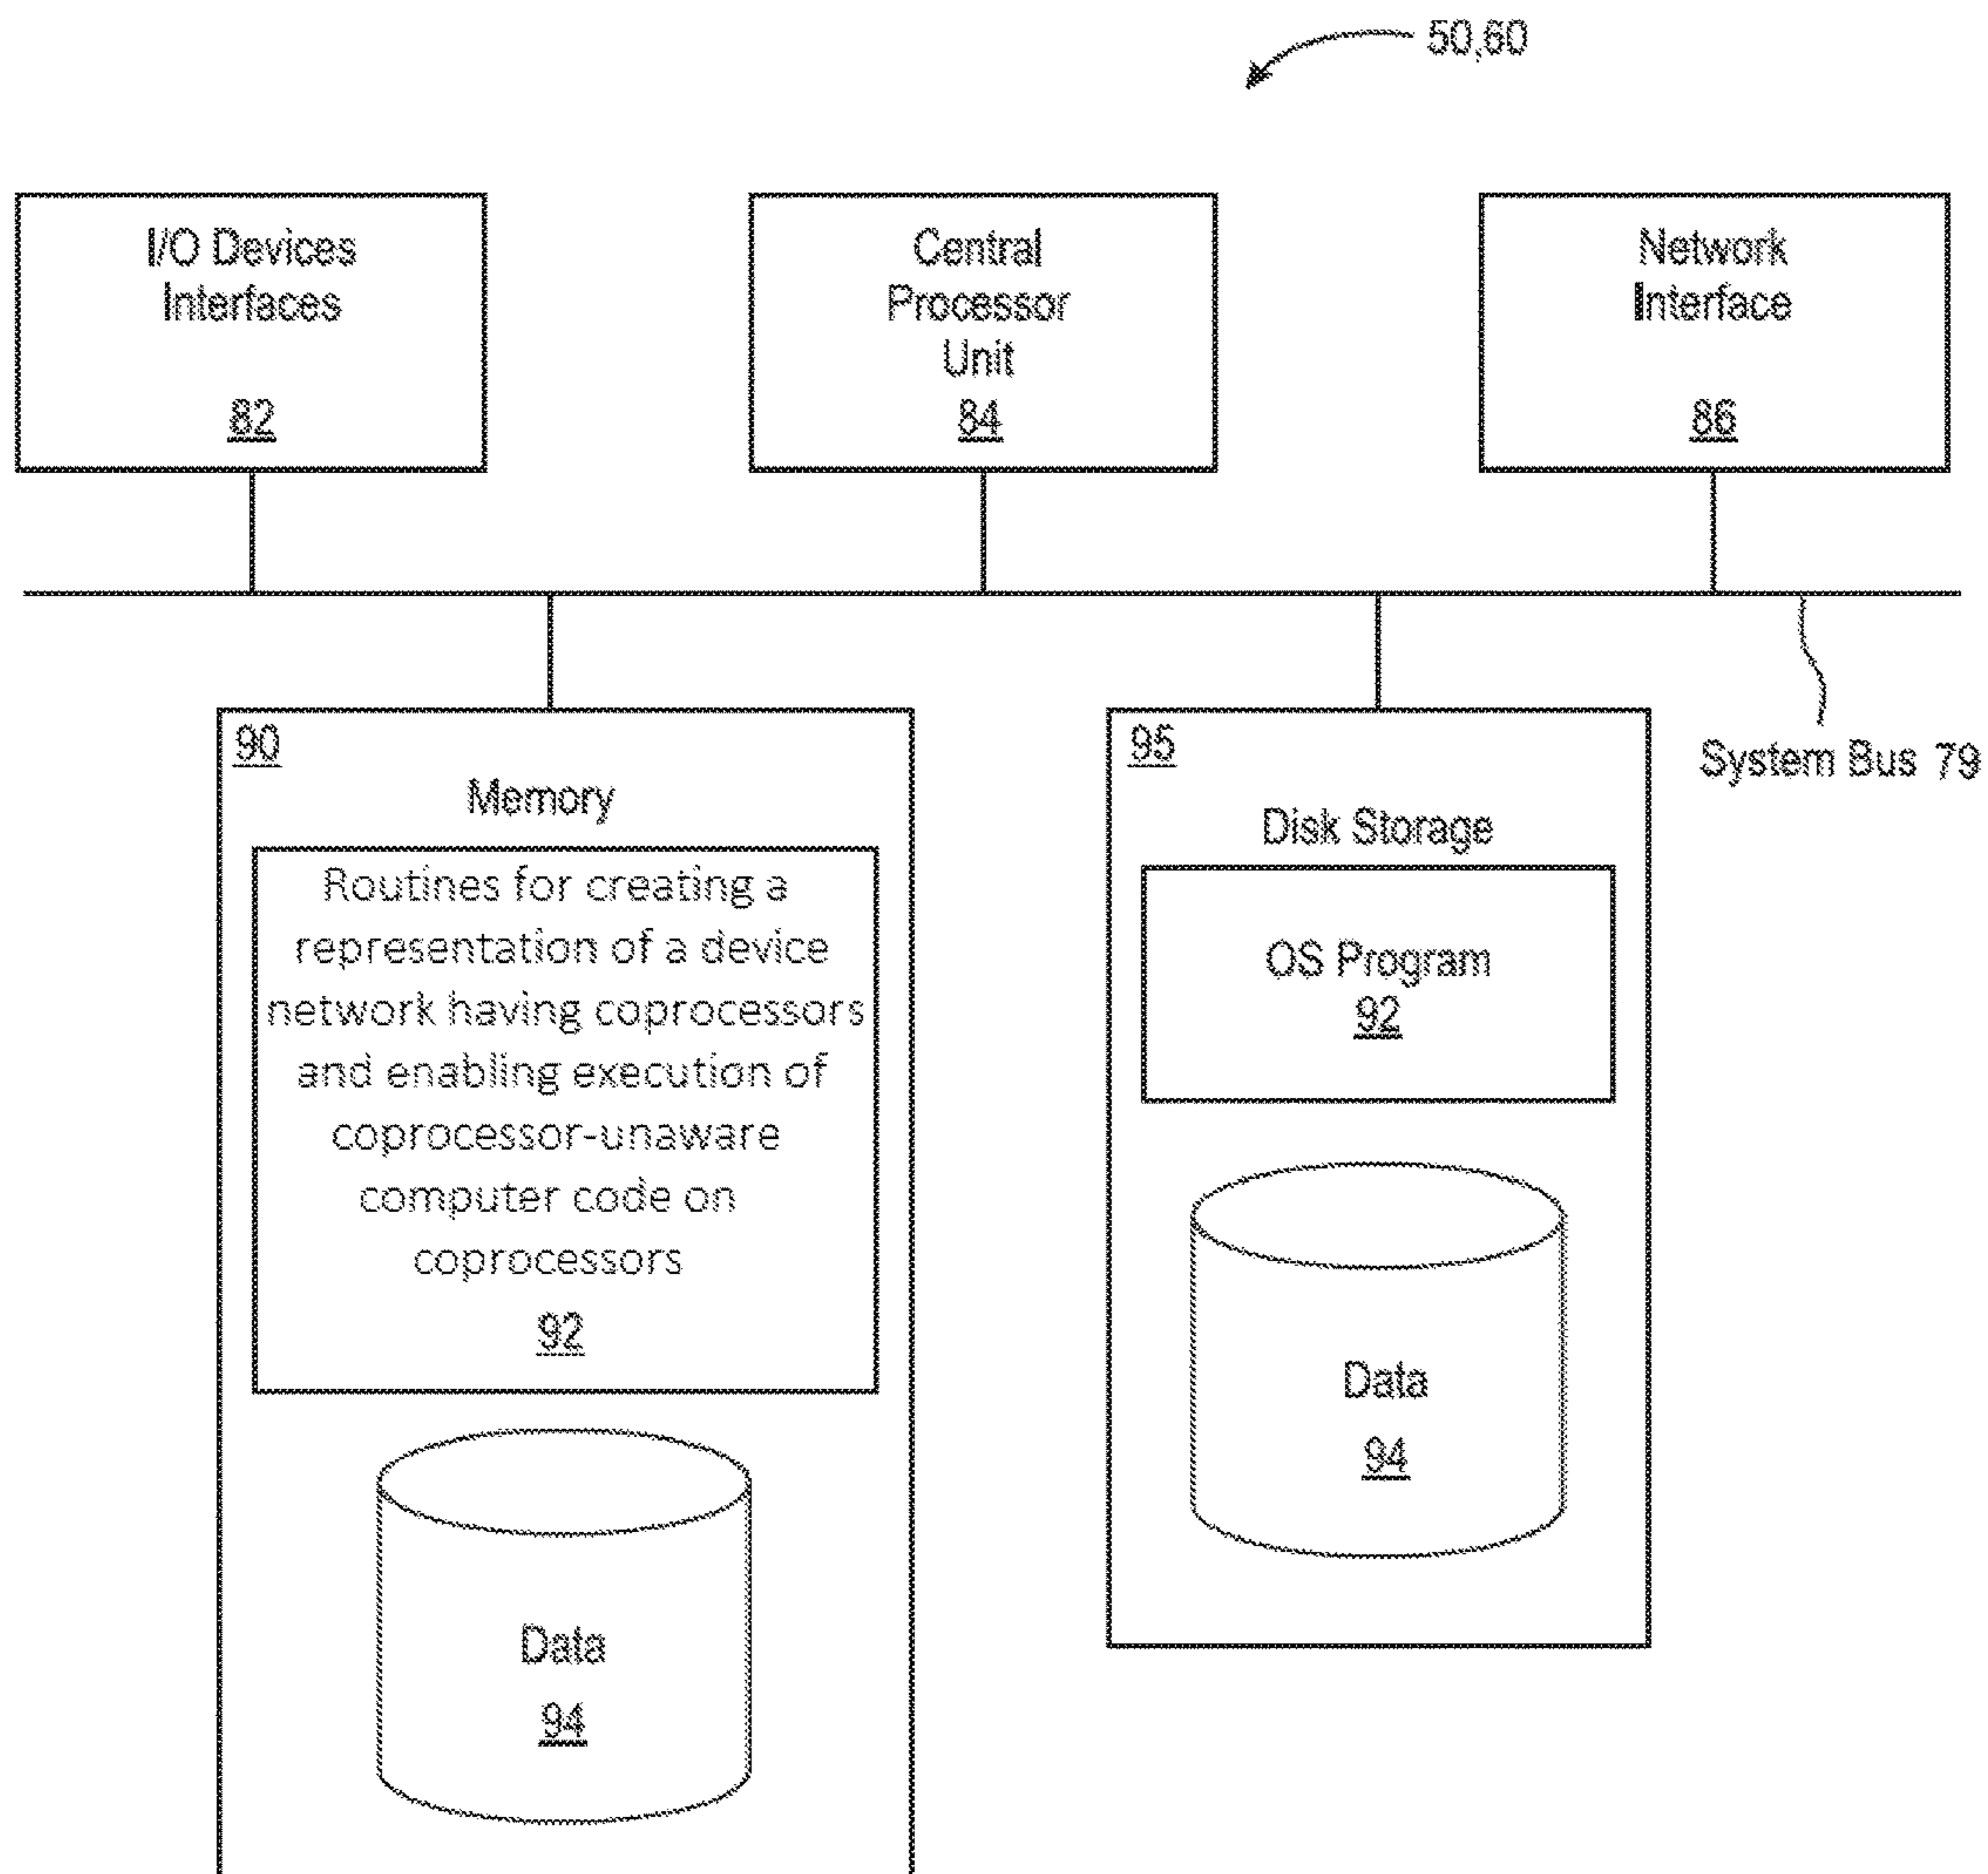 50,60
I/O Devices
Interfaces
82
Central
Processor
Unit
84
Network
Interface
86
System Bus 79
90
Memory
Routines for creating a
representation of a device
network having coprocessors
and enabling execution of
coprocessor-unaware
computer code on
coprocessors
92
Data
94
95
Disk Storage
OS Program
92
Data
94